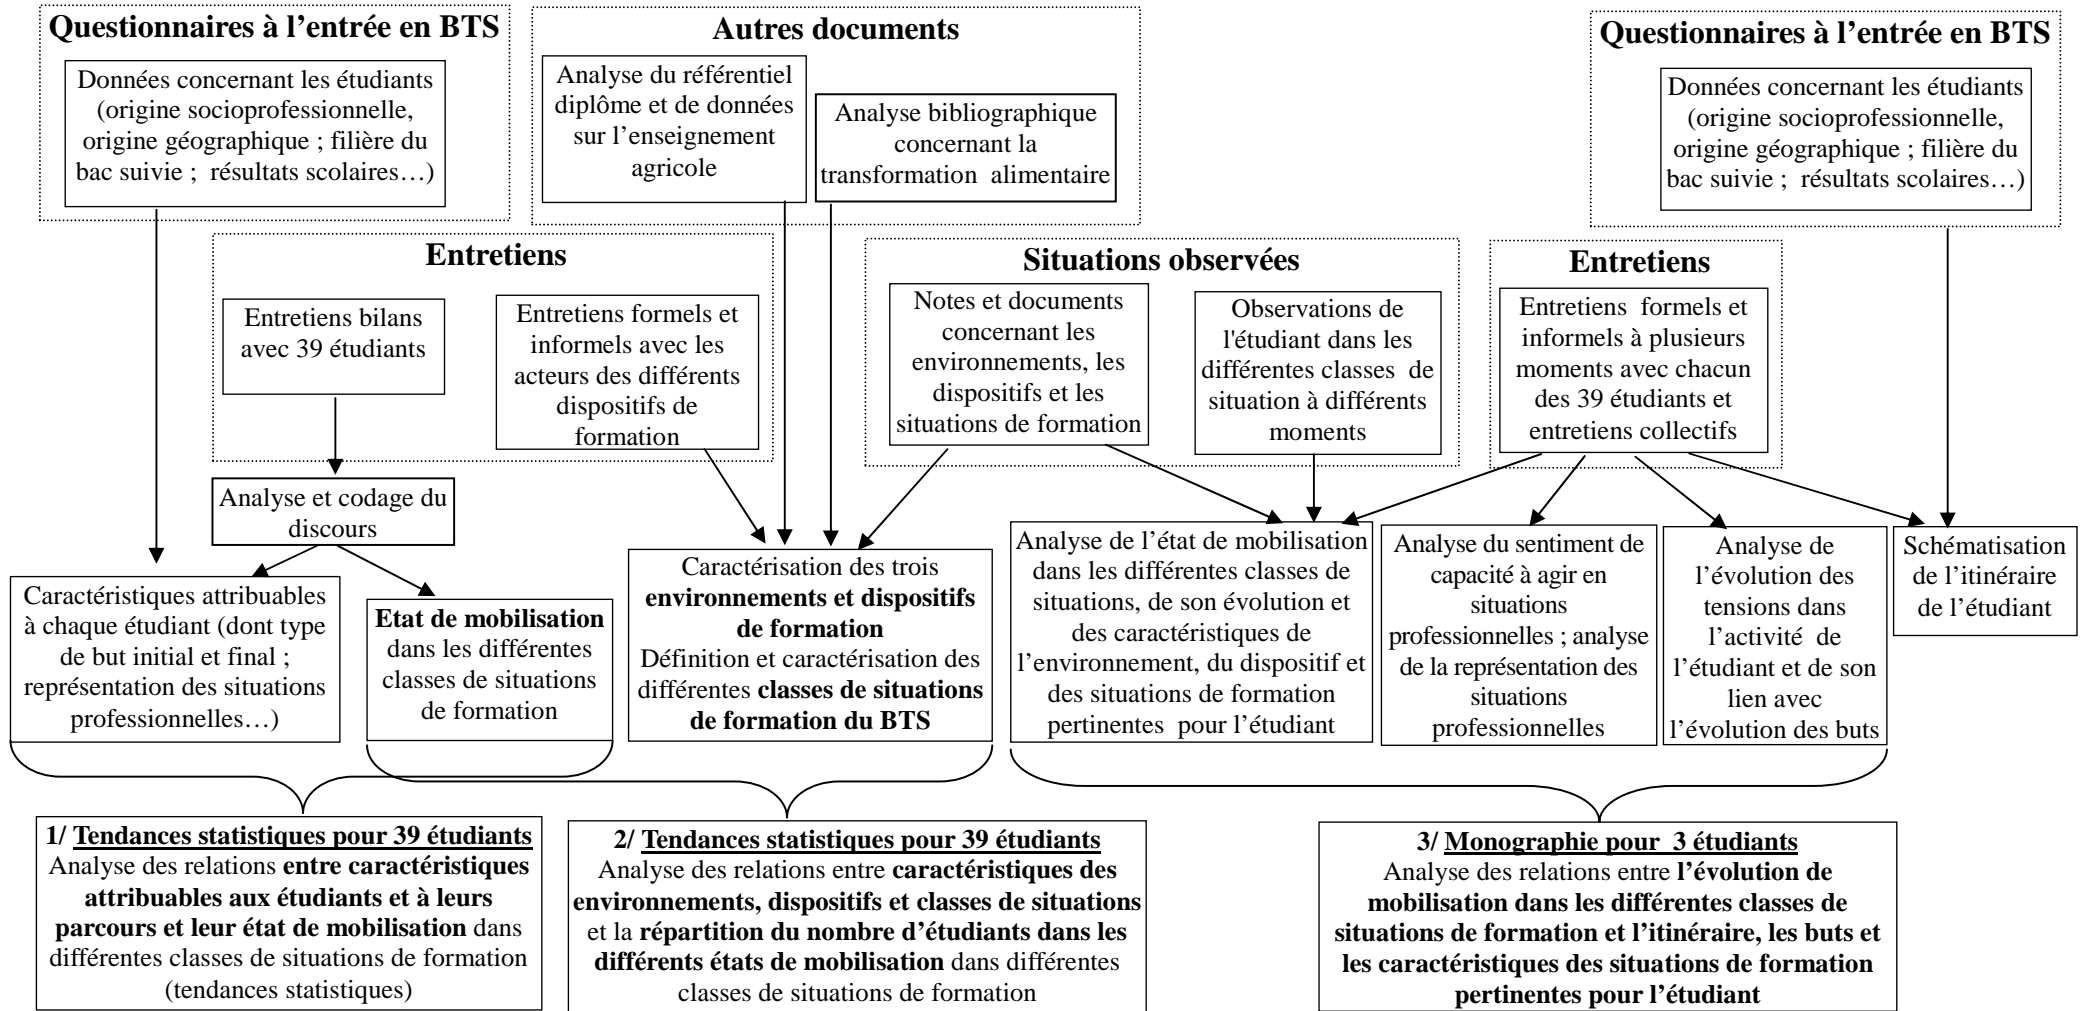 Questionnaires à l’entrée en BTS
Données concernant les étudiants
(origine socioprofessionnelle,
origine géographique ; filière du
bac suivie ;  résultats scolaires…)
Autres documents
Analyse du référentiel
diplôme et de données
sur l’enseignement
agricole
Analyse bibliographique
concernant la
transformation  alimentaire
Questionnaires à l’entrée en BTS
Données concernant les étudiants
(origine socioprofessionnelle,
origine géographique ; filière du
bac suivie ;  résultats scolaires…)
Entretiens
Entretiens bilans
avec 39 étudiants
Entretiens formels et
informels avec les
acteurs des différents
dispositifs de
formation
Situations observées
Notes et documents
concernant les
environnements, les
dispositifs et les
situations de formation
Observations de
l'étudiant dans les
différentes classes  de
situation à différents
moments
Entretiens
Entretiens  formels et
informels à plusieurs
moments avec chacun
des 39 étudiants et
entretiens collectifs
Analyse et codage du
discours
Caractéristiques attribuables
à chaque étudiant (dont type
de but initial et final ;
représentation des situations
professionnelles…)
Etat de mobilisation
dans les différentes
classes de situations
de formation
Caractérisation des trois
environnements et dispositifs
de formation
Définition et caractérisation des
différentes classes de situations
de formation du BTS
Analyse de l’état de mobilisation
dans les différentes classes de
situations, de son évolution et
des caractéristiques de
l’environnement, du dispositif et
des situations de formation
pertinentes  pour l’étudiant
Analyse du sentiment de
capacité à agir en
situations
professionnelles ; analyse
de la représentation des
situations
professionnelles
Analyse de
l’évolution des
tensions dans
l’activité  de
l’étudiant et de son
lien avec
l’évolution des buts
Schématisation
de l’itinéraire
de l’étudiant
1/ Tendances statistiques pour 39 étudiants
Analyse des relations entre caractéristiques
attribuables aux étudiants et à leurs
parcours et leur état de mobilisation dans
différentes classes de situations de formation
(tendances statistiques)
2/ Tendances statistiques pour 39 étudiants
Analyse des relations entre caractéristiques des
environnements, dispositifs et classes de situations
et la répartition du nombre d’étudiants dans les
différents états de mobilisation dans différentes
classes de situations de formation
3/ Monographie pour  3 étudiants
Analyse des relations entre l’évolution de
mobilisation dans les différentes classes de
situations de formation et l’itinéraire, les buts et
les caractéristiques des situations de formation
pertinentes pour l’étudiant